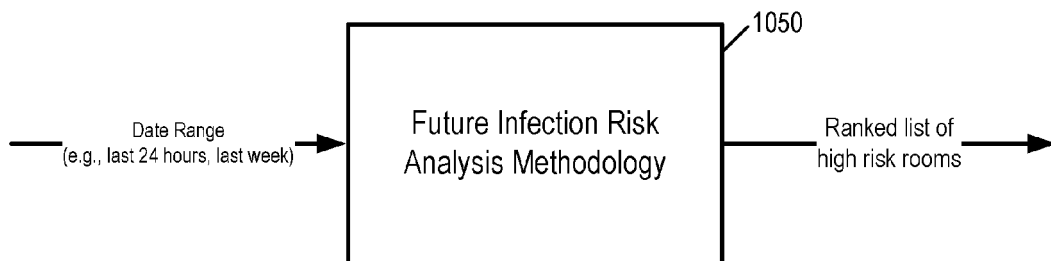 1050
Date Range
(e.g., last 24 hours, last week)
Future Infection Risk
Analysis Methodology
Ranked list of
high risk rooms